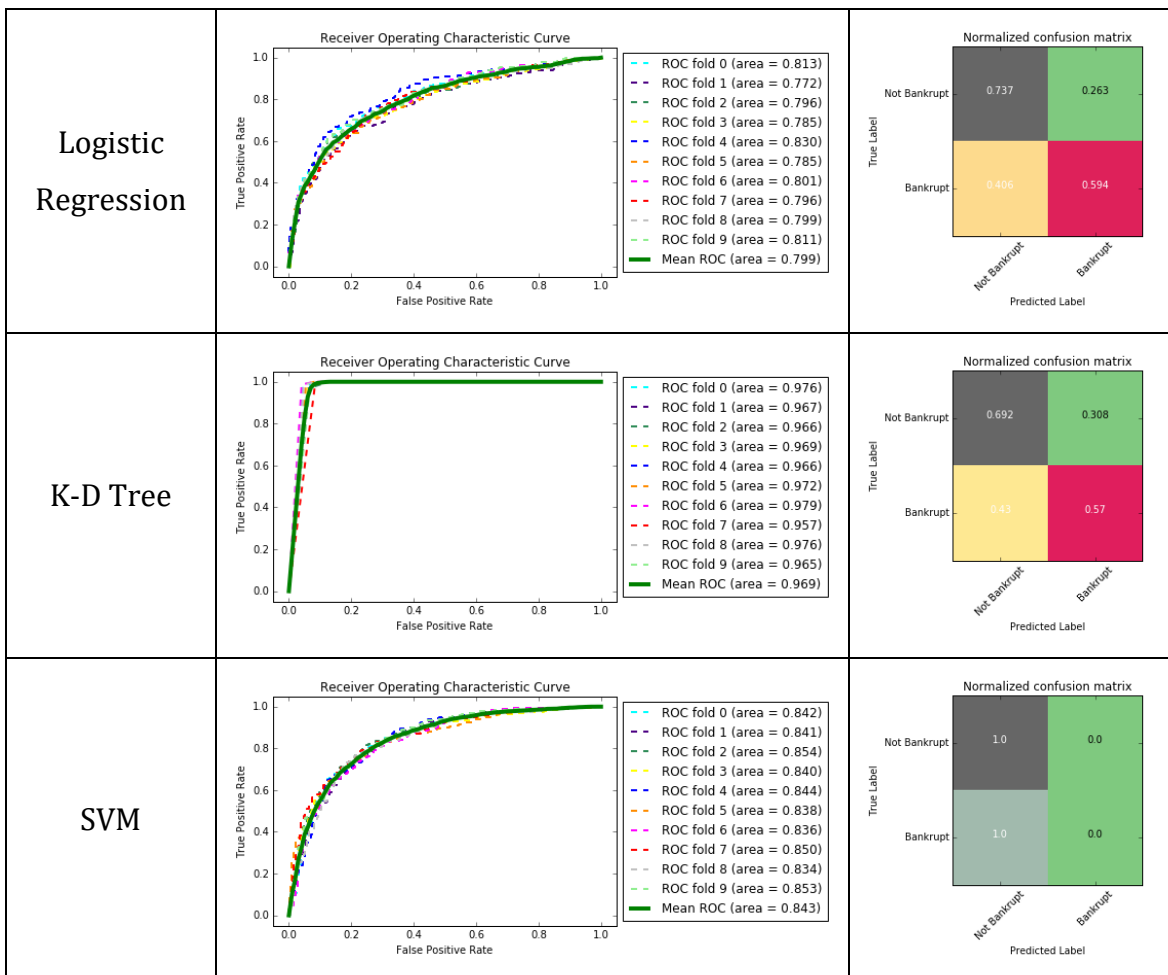 Logistic
Regression
Receiver Operating Characteristic Curve
True Positive Rate
1.0
0.8
0.6
0.4
0.2
0.0
0.0 0.2 0.4 0.6 0.8 1.0
False Positive Rate
ROC fold 0 (area = 0.813)
ROC fold 1 (area = 0.772)
ROC fold 2 (area = 0.796)
ROC fold 3 (area = 0.785)
ROC fold 4 (area = 0.830)
ROC fold 5 (area = 0.785)
ROC fold 6 (area = 0.801)
ROC fold 7 (area = 0.796)
ROC fold 8 (area = 0.799)
ROC fold 9 (area = 0.811)
Mean ROC (area = 0.799)
Normalized confusion matrix
True Label
Not Bankrupt
0.737 0.263
Bankrupt
0.406 0.594
Not Bankrupt
Bankrupt
Predicted Label
K-D Tree
Receiver Operating Characteristic Curve
True Positive Rate
1.0
0.8
0.6
0.4
0.2
0.0
0.0 0.2 0.4 0.6 0.8 1.0
False Positive Rate
ROC fold 0 (area = 0.976)
ROC fold 1 (area = 0.967)
ROC fold 2 (area = 0.966)
ROC fold 3 (area = 0.969)
ROC fold 4 (area = 0.966)
ROC fold 5 (area = 0.972)
ROC fold 6 (area = 0.979)
ROC fold 7 (area = 0.957)
ROC fold 8 (area = 0.976)
ROC fold 9 (area = 0.965)
Mean ROC (area = 0.969)
Normalized confusion matrix
True Label
Not Bankrupt
0.692 0.308
Bankrupt
0.43 0.57
Not Bankrupt
Bankrupt
Predicted Label
SVM
Receiver Operating Characteristic Curve
True Positive Rate
1.0
0.8
0.6
0.4
0.2
0.0
0.0 0.2 0.4 0.6 0.8 1.0
False Positive Rate
ROC fold 0 (area = 0.842)
ROC fold 1 (area = 0.841)
ROC fold 2 (area = 0.854)
ROC fold 3 (area = 0.840)
ROC fold 4 (area = 0.844)
ROC fold 5 (area = 0.838)
ROC fold 6 (area = 0.836)
ROC fold 7 (area = 0.850)
ROC fold 8 (area = 0.834)
ROC fold 9 (area = 0.853)
Mean ROC (area = 0.843)
Normalized confusion matrix
True Label
Not Bankrupt
1.0 0.0
Bankrupt
1.0 0.0
Not Bankrupt
Bankrupt
Predicted Label